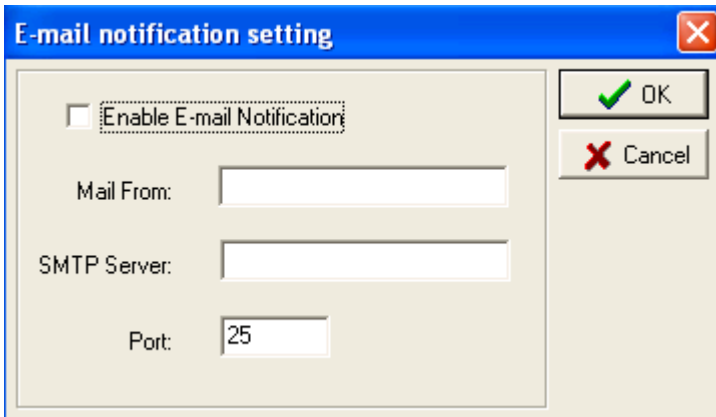 E-mail notification setting
Enable E-mail Notification
OK
Cancel
Mail From:
SMTP Server:
Port: 25